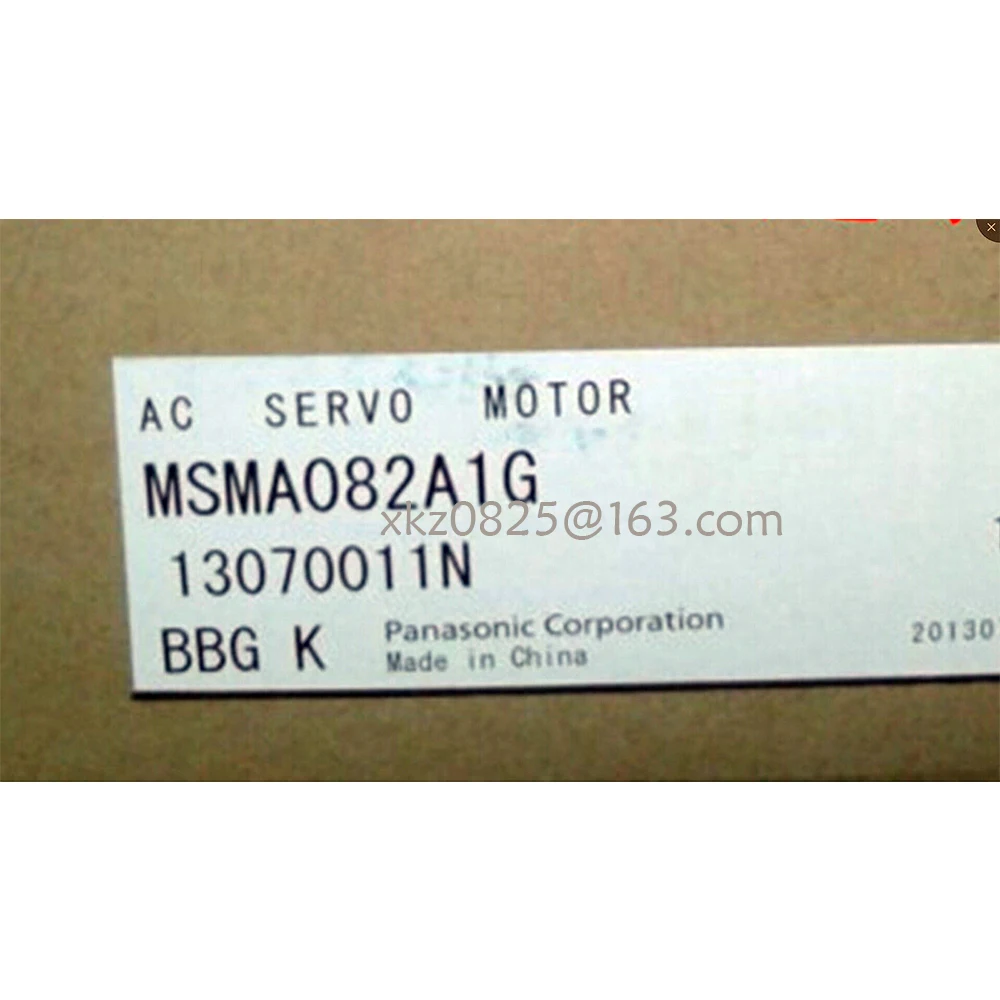 AC SERVO MOTOR
MSMA082A1G
xkz0825@163.com
13070011N
BBG K
Panasonic Corporation
Made in China
20130